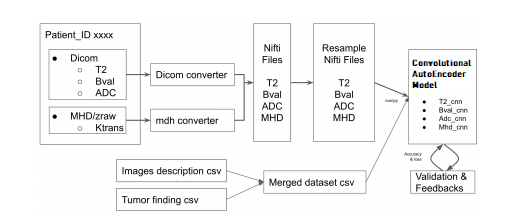 Patient_ID xxxx
Dicom
T2
Bval
ADC
MHD/zraw
Ktrans
Dicom converter
mdh converter
Nifti
Files
T2
Bval
ADC
MHD
Resample
Nifti Files
T2
Bval
ADC
MHD
numpy
Convolutional
AutoEncoder
Model
T2_cnn
Bval_cnn
Adc_cnn
Mhd_cnn
Accuracy
& loss
Validation &
Feedbacks
Images description csv
Tumor finding csv
Merged dataset csv